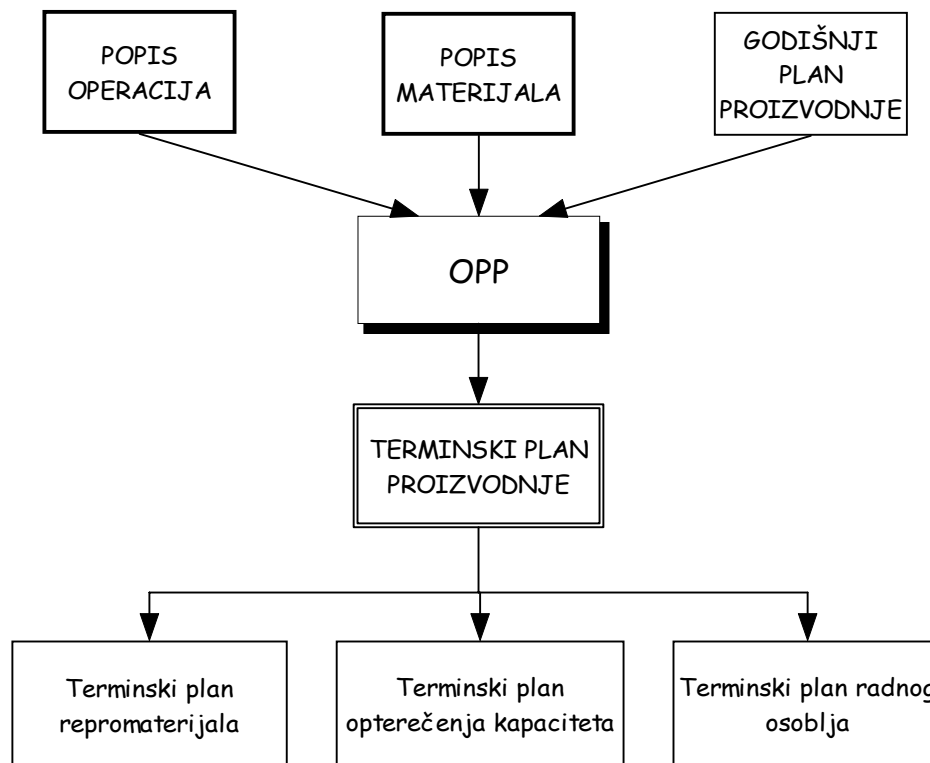 POPIS
OPERACIJA
POPIS
MATERIJALA
GODIŠNJI
PLAN
PROIZVODNJE
OPP
TERMINSKI PLAN
PROIZVODNJE
Terminski plan
repromaterijala
Terminski plan
opterečenja kapaciteta
Terminski plan radnog
osoblja